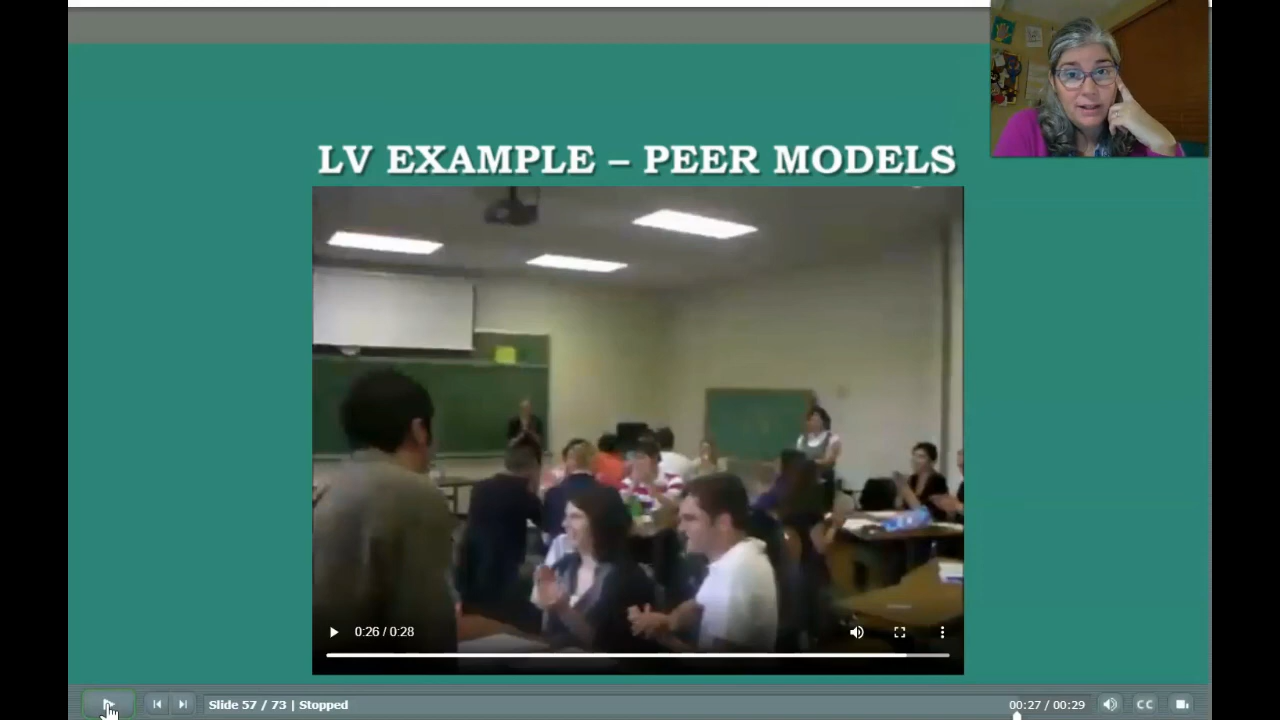 LV EXAMPLE – PEER MODELS
0:26 / 0:28
Slide 57 / 73 | Stopped
00:27 / 00:29
CC